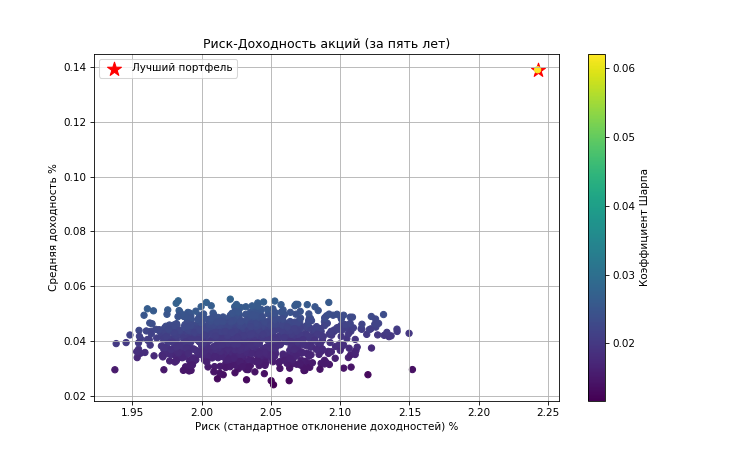 Риск-Доходность акций (за пять лет)
Лучший портфель
0.14
0.12
0.10
0.08
0.06
0.04
0.02
Средняя доходность %
1.95 2.00 2.05 2.10 2.15 2.20 2.25
Риск (стандартное отклонение доходностей) %
0.06
0.05
0.04
0.03
0.02
Коэффициент Шарпа